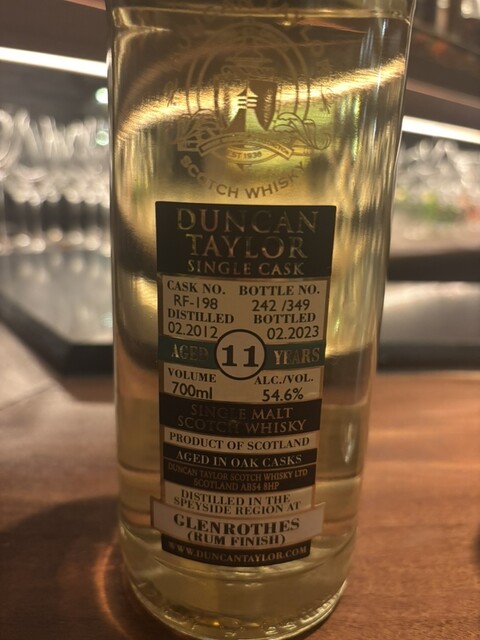 EST 1938
SCOTCH WHISKY
DUNCAN
TAYLOR
SINGLE CASK
CASK NO. BOTTLE NO.
RF-198 242 /349
DISTILLED BOTTLED
02.2012 02.2023
AGED 11 YEARS
VOLUME ALC./VOL.
700ml 54.6%
SINGLE MALT
SCOTCH WHISKY
PRODUCT OF SCOTLAND
AGED IN OAK CASKS
DUNCAN TAYLOR SCOTCH WHISKY LTD
SCOTLAND AB54 8HP
DISTILLED IN THE
SPEYSIDE REGION AT
GLENROTHES
(RUM FINISH)
WWW.DUNCANTAYLOR.COM